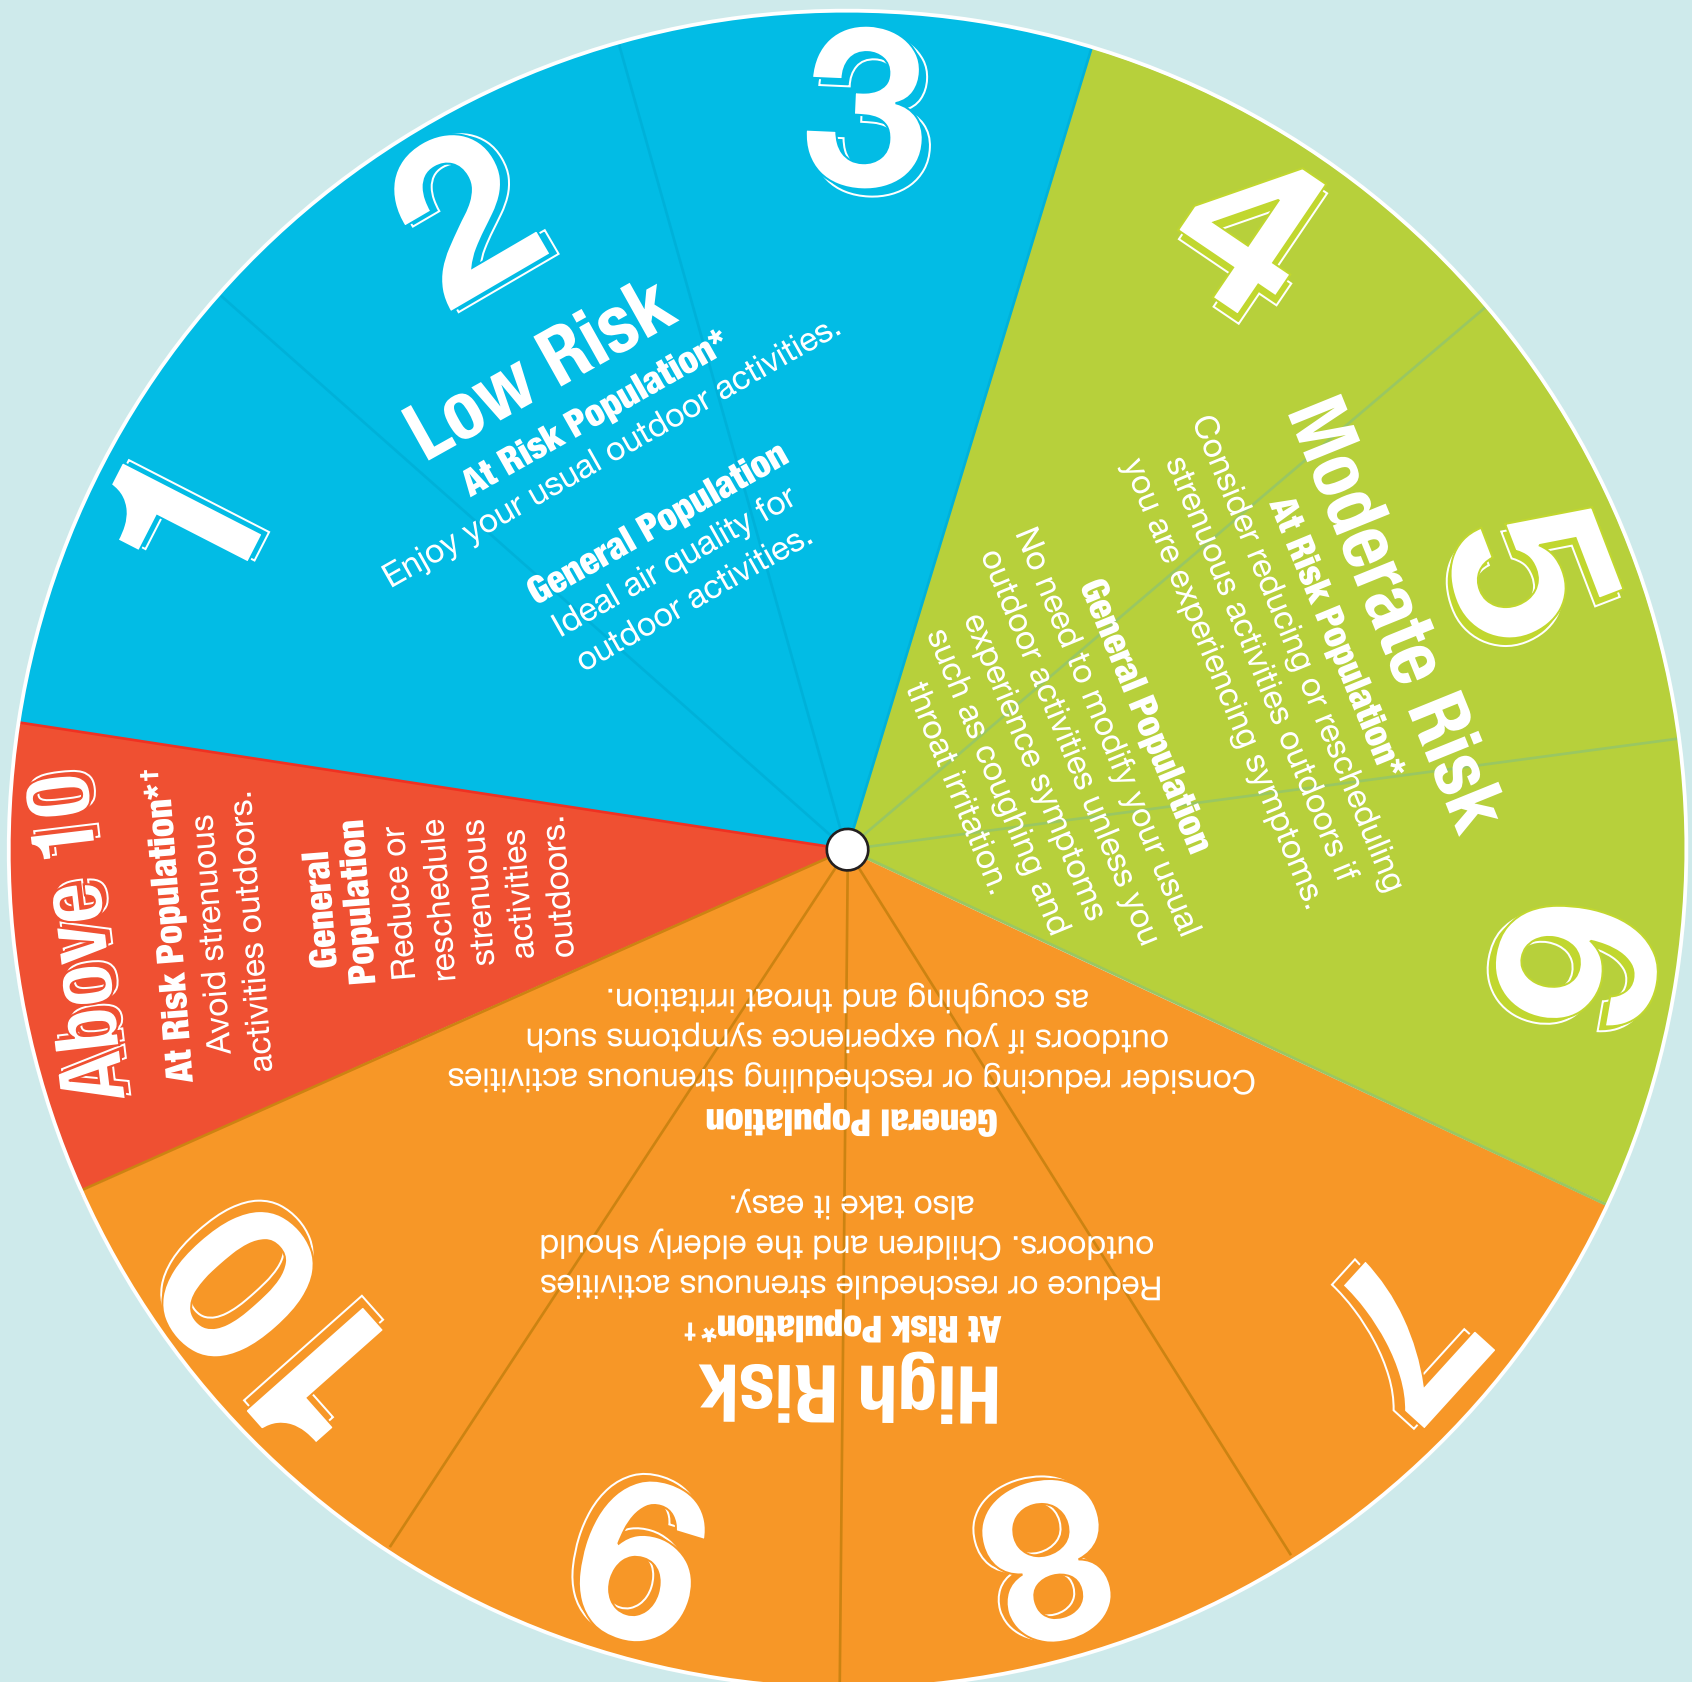 1
2
3
Low Risk
At Risk Population*
Enjoy your usual outdoor activities.
General Population
Ideal air quality for
outdoor activities.
4
5
6
Moderate Risk
At Risk Population*
Consider reducing or rescheduling
strenuous activities outdoors if
you are experiencing symptoms.
General Population
No need to modify your usual
outdoor activities unless you
experience symptoms
such as coughing and
throat irritation.
7
8
9
10
High Risk
At Risk Population*†
Reduce or reschedule strenuous activities
outdoors. Children and the elderly should
also take it easy.
General Population
Consider reducing or rescheduling strenuous activities
outdoors if you experience symptoms such
as coughing and throat irritation.
Above 10
At Risk Population*†
Avoid strenuous
activities outdoors.
General
Population
Reduce or
reschedule
strenuous
activities
outdoors.